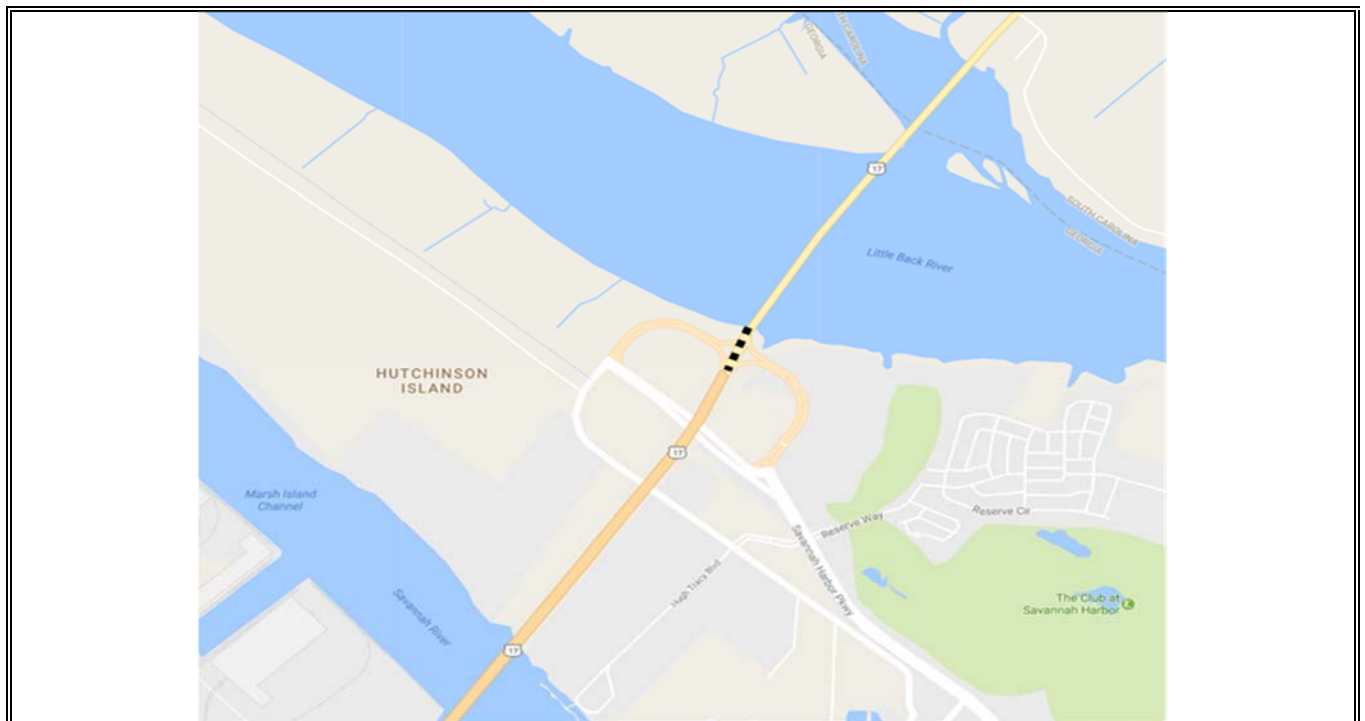 GEORGIA
SOUTH CAROLINA
17
Little Back River
SOUTH CAROLINA
GEORGIA
HUTCHINSON
ISLAND
17
Marsh Island
Channel
Savannah River
17
Hugh Tracy Blvd
Reserve Way
Reserve Cir
Savannah Harbor Pkwy
The Club at
Savannah Harbor